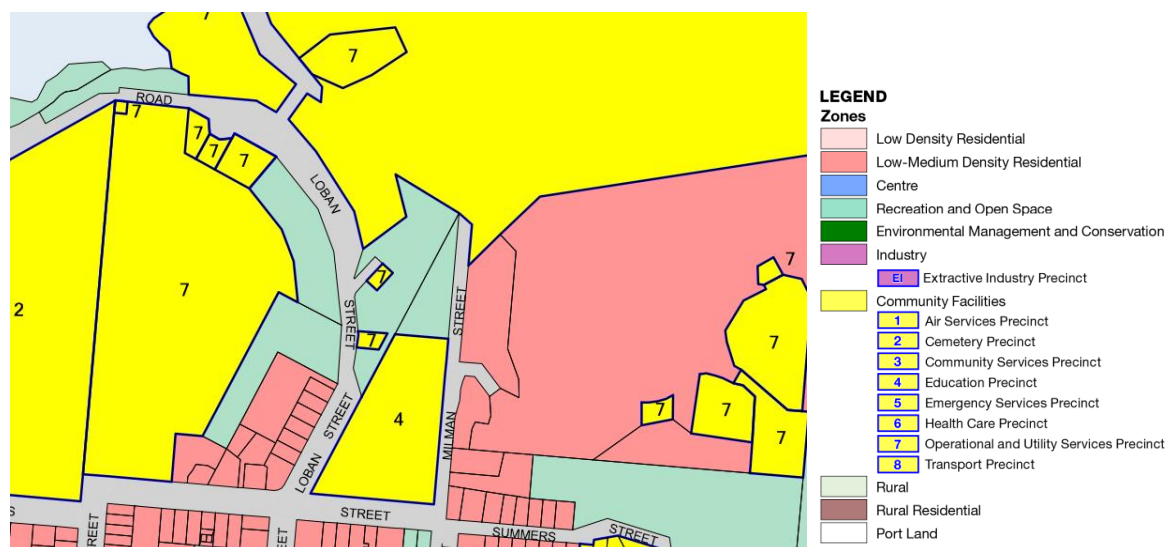 7
7
ROAD
7
7
7
7
LOBAN
7
7
7
2
STREET
STREET
7
7
7
4
7
7
7
LOBAN
STREET
MILMAN
STREET
STREET
STREET
SUMMERS
STREET
S
LEGEND
Zones
Low Density Residential
Low-Medium Density Residential
Centre
Recreation and Open Space
Environmental Management and Conservation
Industry
EI Extractive Industry Precinct
Community Facilities
1 Air Services Precinct
2 Cemetery Precinct
3 Community Services Precinct
4 Education Precinct
5 Emergency Services Precinct
6 Health Care Precinct
7 Operational and Utility Services Precinct
8 Transport Precinct
Rural
Rural Residential
Port Land